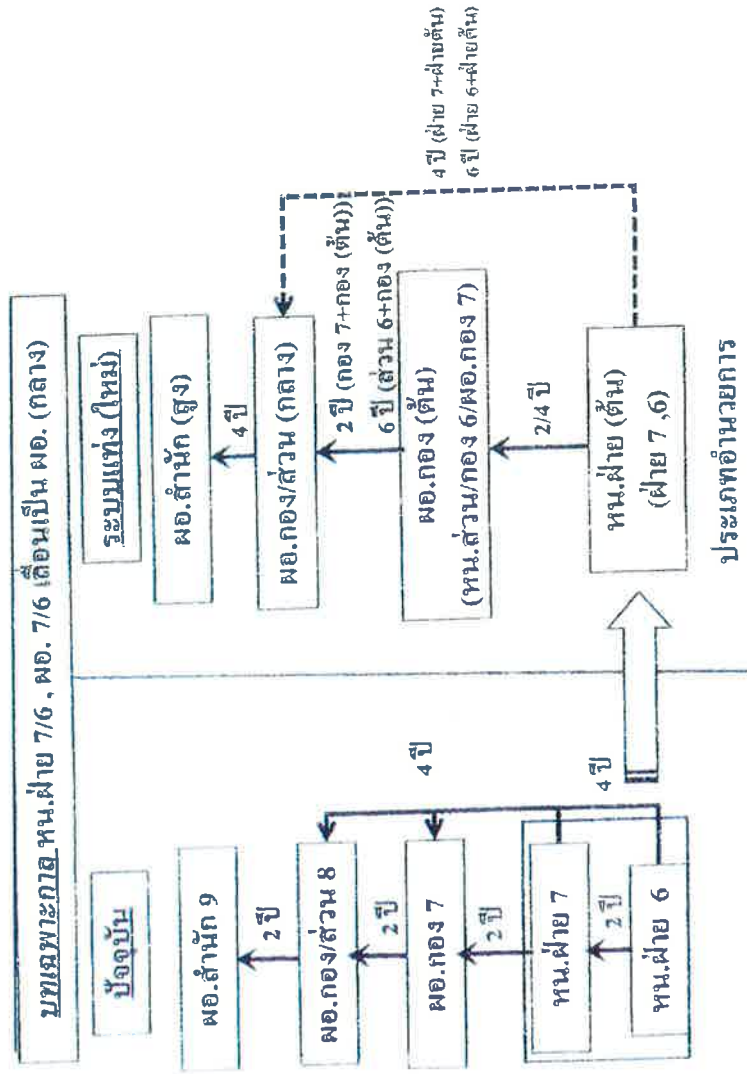 บทเฉพาะกาล หน.ฝ่าย 7/6 , ผอ. 7/6 เลื่อนเป็น ผอ. (กลาง)
ปัจจุบัน
ผอ.สำนัก 9
2 ปี
ผอ.กอง/ส่วน 8
2 ปี
ผอ.กอง 7
2 ปี
หน.ฝ่าย 7
2 ปี
หน.ฝ่าย 6
4 ปี
4 ปี
ระบบแท่ง (ใหม่)
ผอ.สำนัก (สูง)
4 ปี
ผอ.กอง/ส่วน (กลาง)
2 ปี (กอง 7+กอง (ต้น))
6 ปี (ส่วน 6+กอง (ต้น))
ผอ.กอง (ต้น)
(หน.ส่วน/กอง 6/ผอ.กอง 7)
2/4 ปี
หน.ฝ่าย (ต้น)
(ฝ่าย 7 ,6)
4 ปี (ฝ่าย 7+ฝ่ายต้น)
6 ปี (ฝ่าย 6+ฝ่ายต้น)
ประเภทอำนวยการ